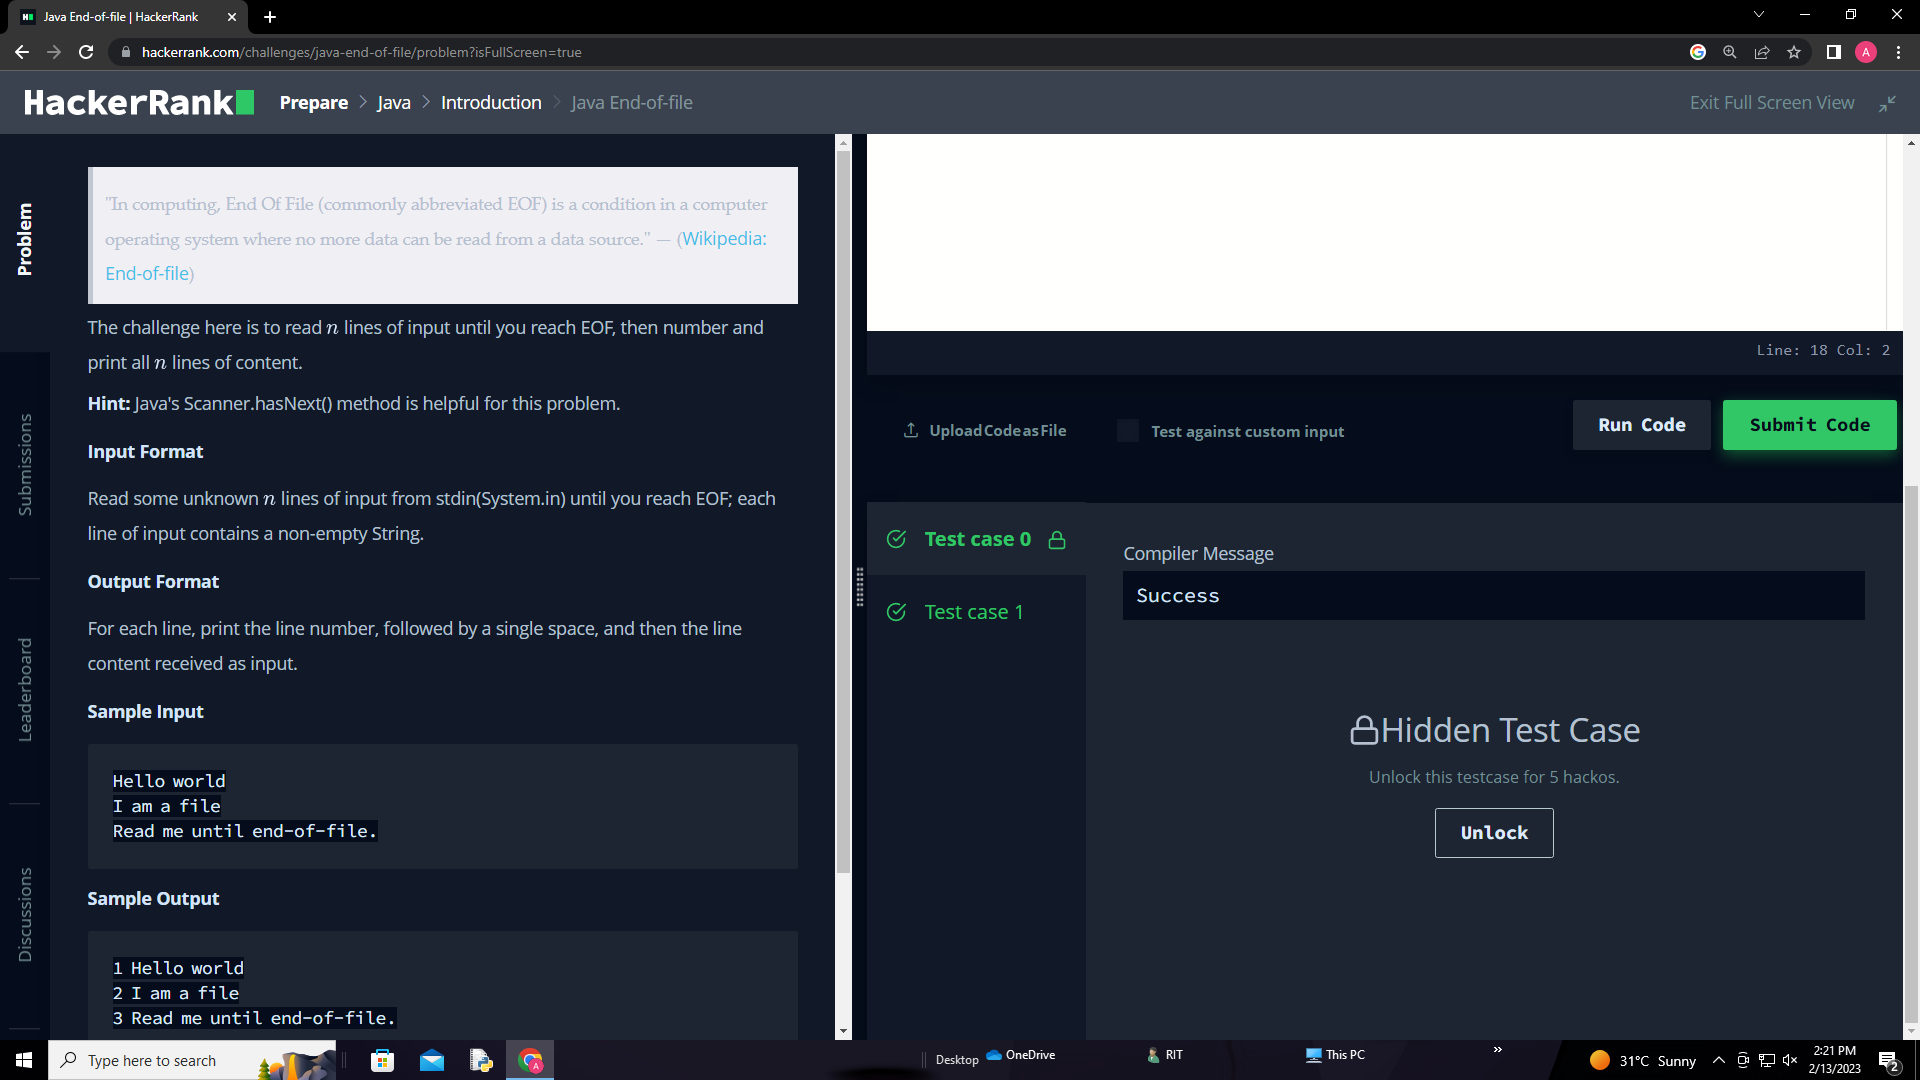 Java End-of-file | HackerRank
hackerrank.com/challenges/java-end-of-file/problem?isFullScreen=true
A
HackerRank
Prepare > Java > Introduction > Java End-of-file
Exit Full Screen View
Problem
Submissions
Leaderboard
Discussions
"In computing, End Of File (commonly abbreviated EOF) is a condition in a computer
operating system where no more data can be read from a data source." — (Wikipedia:
End-of-file)
The challenge here is to read n lines of input until you reach EOF, then number and
print all n lines of content.
Hint: Java's Scanner.hasNext() method is helpful for this problem.
Input Format
Read some unknown n lines of input from stdin(System.in) until you reach EOF; each
line of input contains a non-empty String.
Output Format
For each line, print the line number, followed by a single space, and then the line
content received as input.
Sample Input
Hello world
I am a file
Read me until end-of-file.
Sample Output
1 Hello world
2 I am a file
3 Read me until end-of-file.
Line: 18 Col: 2
Upload Code as File
Test against custom input
Run Code
Submit Code
Test case 0
Test case 1
Compiler Message
Success
Hidden Test Case
Unlock this testcase for 5 hackos.
Unlock
Type here to search
A
Desktop
OneDrive
RIT
This PC
»
31°C Sunny
2:21 PM
2/13/2023
2